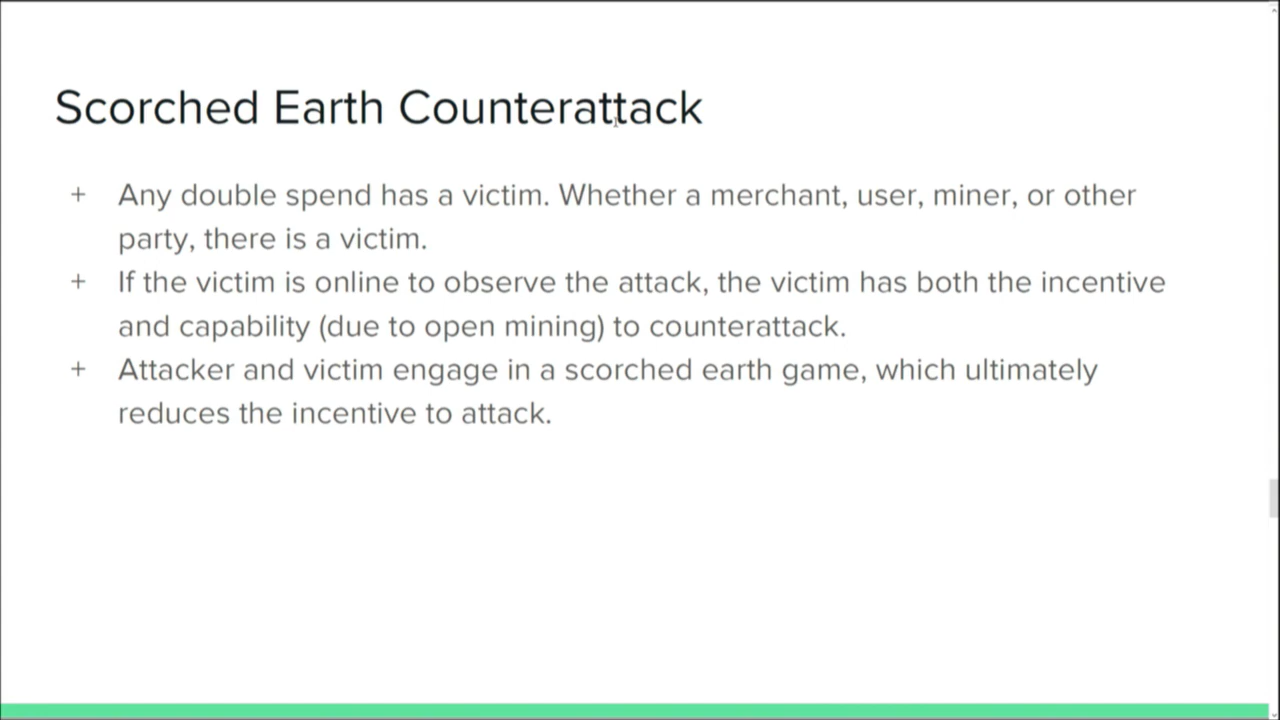 Scorched Earth Counterattack
+ Any double spend has a victim. Whether a merchant, user, miner, or other
party, there is a victim.
+ If the victim is online to observe the attack, the victim has both the incentive
and capability (due to open mining) to counterattack.
+ Attacker and victim engage in a scorched earth game, which ultimately
reduces the incentive to attack.